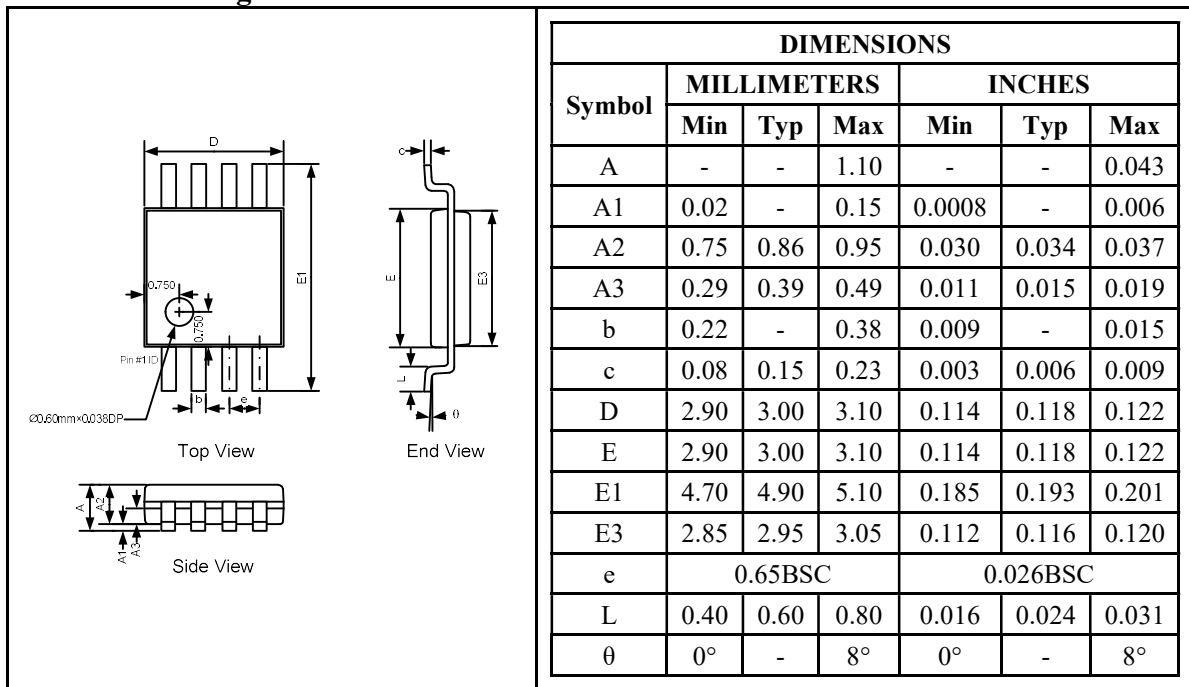 D
c
E1
E
E3
0.750
0.750
Pin #1 ID
L
b
e
θ
Ø0.60mm×0.038DP
Top View
End View
A
A2
A1
A3
Side View
DIMENSIONS
Symbol MILLIMETERS INCHES
Min Typ Max Min Typ Max
A - - 1.10 - - 0.043
A1 0.02 - 0.15 0.0008 - 0.006
A2 0.75 0.86 0.95 0.030 0.034 0.037
A3 0.29 0.39 0.49 0.011 0.015 0.019
b 0.22 - 0.38 0.009 - 0.015
c 0.08 0.15 0.23 0.003 0.006 0.009
D 2.90 3.00 3.10 0.114 0.118 0.122
E 2.90 3.00 3.10 0.114 0.118 0.122
E1 4.70 4.90 5.10 0.185 0.193 0.201
E3 2.85 2.95 3.05 0.112 0.116 0.120
e 0.65BSC 0.026BSC
L 0.40 0.60 0.80 0.016 0.024 0.031
θ 0° - 8° 0° - 8°